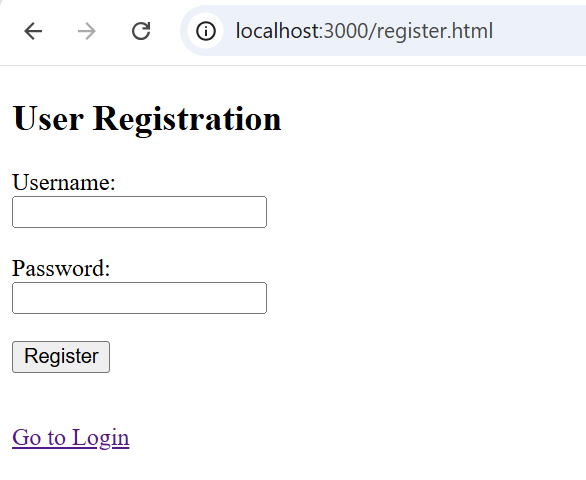 localhost:3000/register.html
User Registration
Username:
Password:
Register
Go to Login